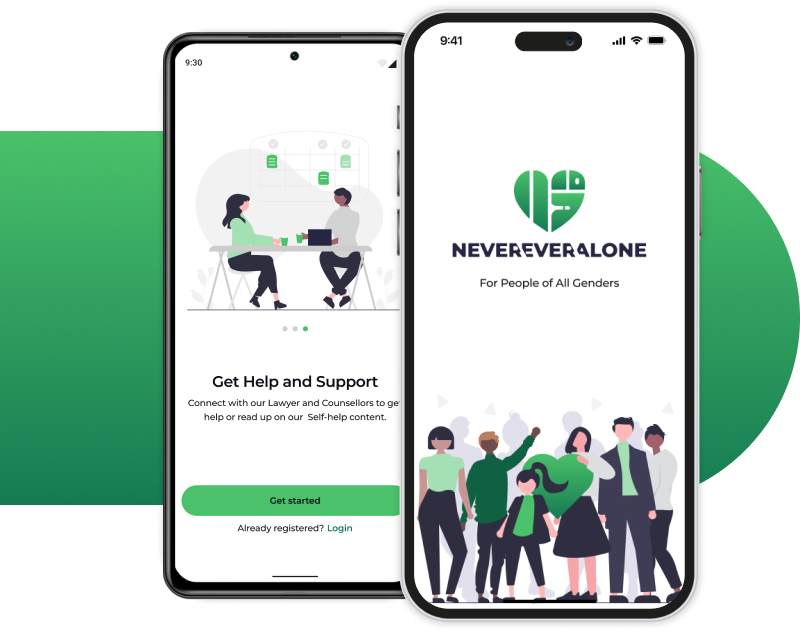 9:30
Get Help and Support
Connect with our Lawyer and Counsellors to
help or read up on our Self-help content.
Get started
Already registered? Login
9:41
NEVEREVERALONE
For People of All Genders